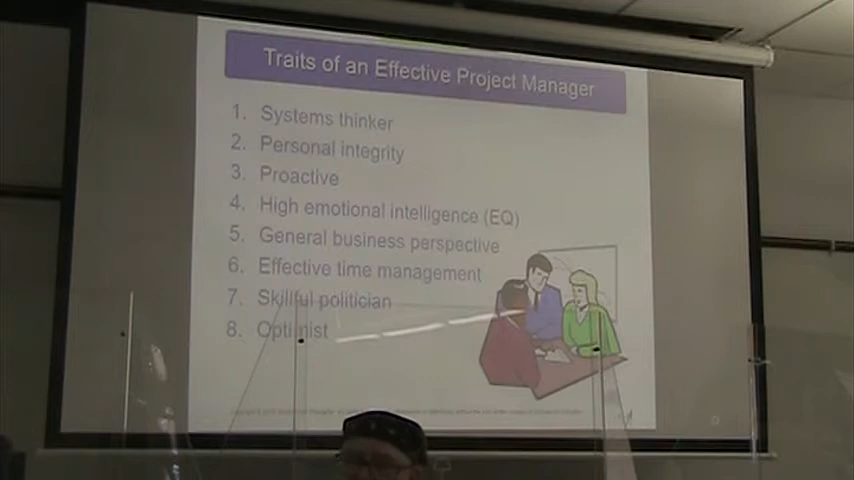 Traits of an Effective Project Manager
1. Systems thinker
2. Personal integrity
3. Proactive
4. High emotional intelligence (EQ)
5. General business perspective
6. Effective time management
7. Skillful politician
8. Optimist